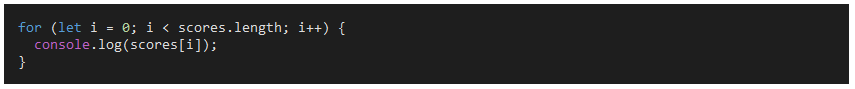 for (let i = 0; i < scores.length; i++) {
  console.log(scores[i]);
}